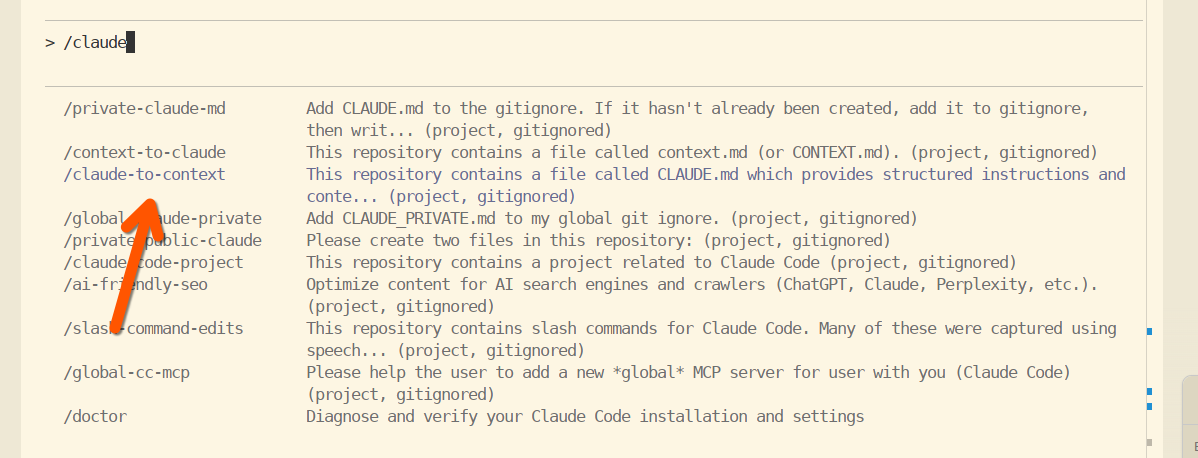 > /claude
/private-claude-md Add CLAUDE.md to the gitignore. If it hasn't already been created, add it to gitignore,
then writ... (project, gitignored)
/context-to-claude This repository contains a file called context.md (or CONTEXT.md). (project, gitignored)
/claude-to-context This repository contains a file called CLAUDE.md which provides structured instructions and
conte... (project, gitignored)
/global-claude-private Add CLAUDE_PRIVATE.md to my global git ignore. (project, gitignored)
/private-public-claude Please create two files in this repository: (project, gitignored)
/claude-code-project This repository contains a project related to Claude Code (project, gitignored)
/ai-friendly-seo Optimize content for AI search engines and crawlers (ChatGPT, Claude, Perplexity, etc.).
(project, gitignored)
/slash-command-edits This repository contains slash commands for Claude Code. Many of these were captured using
speech... (project, gitignored)
/global-cc-mcp Please help the user to add a new *global* MCP server for user with you (Claude Code)
(project, gitignored)
/doctor Diagnose and verify your Claude Code installation and settings